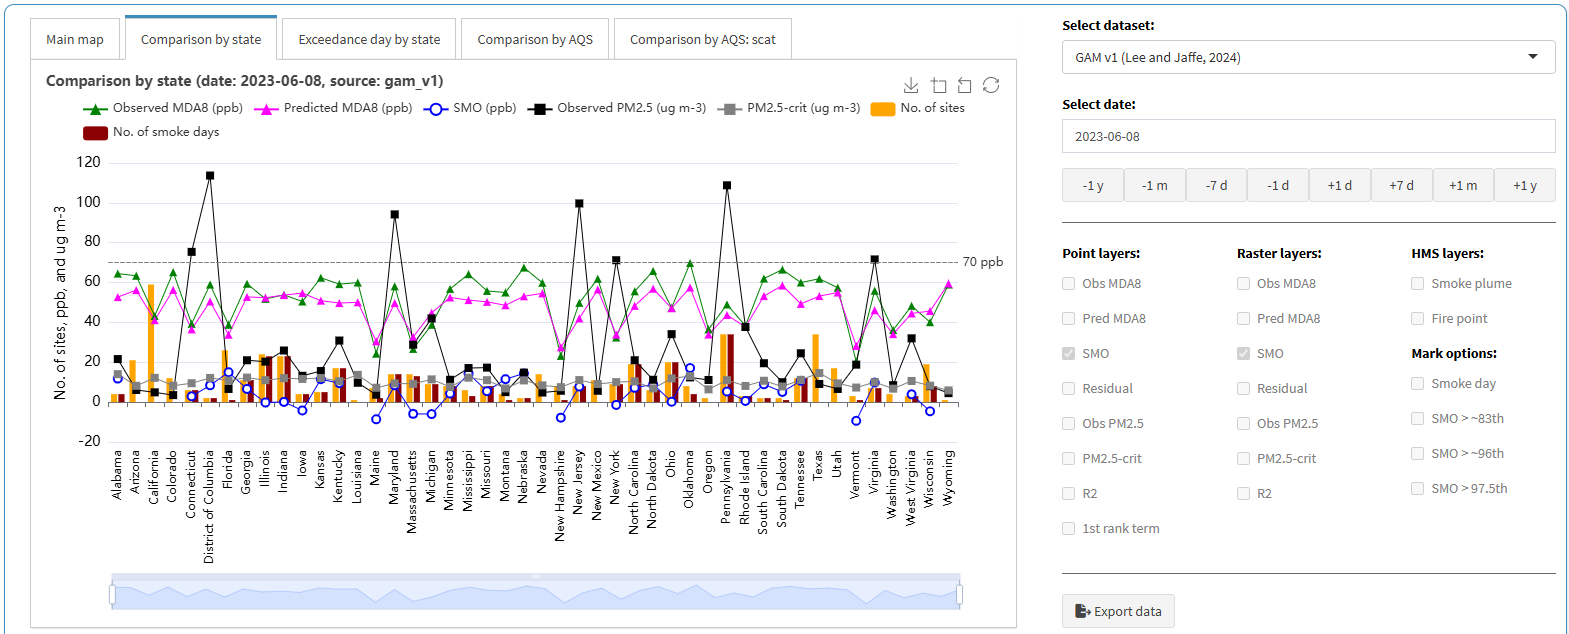 Main map
Comparison by state
Exceedance day by state
Comparison by AQS
Comparison by AQS: scat
Comparison by state (date: 2023-06-08, source: gam_v1)
Observed MDA8 (ppb)
Predicted MDA8 (ppb)
SMO (ppb)
Observed PM2.5 (ug m-3)
PM2.5-crit (ug m-3)
No. of sites
No. of smoke days
No. of sites, ppb, and ug m-3
120
100
80
60
40
20
0
-20
70 ppb
Alabama
Arizona
California
Colorado
Connecticut
District of Columbia
Florida
Georgia
Illinois
Indiana
Iowa
Kansas
Kentucky
Louisiana
Maine
Maryland
Massachusetts
Michigan
Minnesota
Mississippi
Missouri
Montana
Nebraska
Nevada
New Hampshire
New Jersey
New Mexico
New York
North Carolina
North Dakota
Ohio
Oklahoma
Oregon
Pennsylvania
Rhode Island
South Carolina
South Dakota
Tennessee
Texas
Utah
Vermont
Virginia
Washington
West Virginia
Wisconsin
Wyoming
Select dataset:
GAM v1 (Lee and Jaffe, 2024)
Select date:
2023-06-08
-1 y
-1 m
-7 d
-1 d
+1 d
+7 d
+1 m
+1 y
Point layers:
Obs MDA8
Pred MDA8
SMO
Residual
Obs PM2.5
PM2.5-crit
R2
1st rank term
Raster layers:
Obs MDA8
Pred MDA8
SMO
Residual
Obs PM2.5
PM2.5-crit
R2
HMS layers:
Smoke plume
Fire point
Mark options:
Smoke day
SMO > ~83th
SMO > ~96th
SMO > 97.5th
Export data